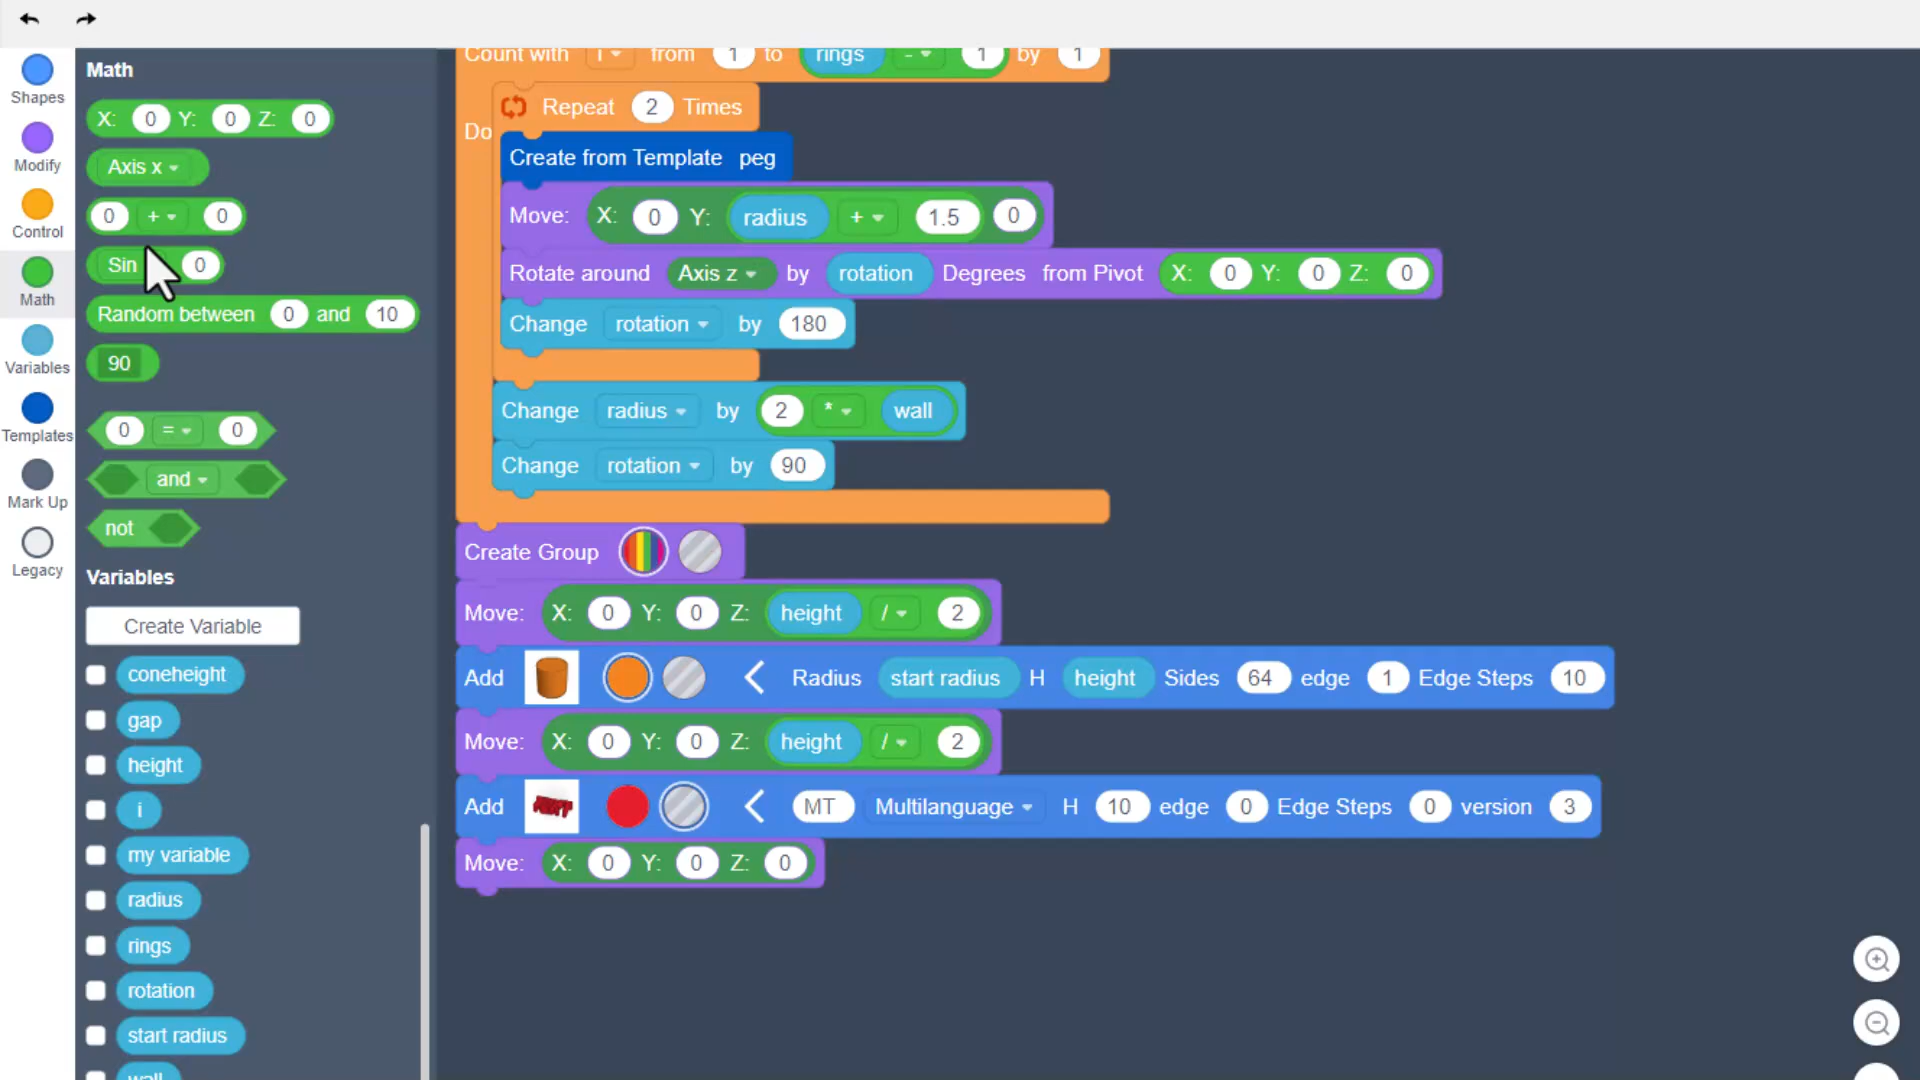 Shapes
Modify
Control
Math
Variables
Templates
Mark Up
Legacy
Math
X: 0 Y: 0 Z: 0
Axis x
0 + 0
Sin 0
Random between 0 and 10
90
0 = 0
and
not
Variables
Create Variable
coneheight
gap
height
i
my variable
radius
rings
rotation
start radius
wall
Count with i from 1 to rings - 1 by 1
Do
Repeat 2 Times
Create from Template peg
Move: X: 0 Y: radius + 1.5 0
Rotate around Axis z by rotation Degrees from Pivot X: 0 Y: 0 Z: 0
Change rotation by 180
Change radius by 2 * wall
Change rotation by 90
Create Group
Move: X: 0 Y: 0 Z: height / 2
Add Radius start radius H height Sides 64 edge 1 Edge Steps 10
Move: X: 0 Y: 0 Z: height / 2
Add MT Multilanguage H 10 edge 0 Edge Steps 0 version 3
Move: X: 0 Y: 0 Z: 0